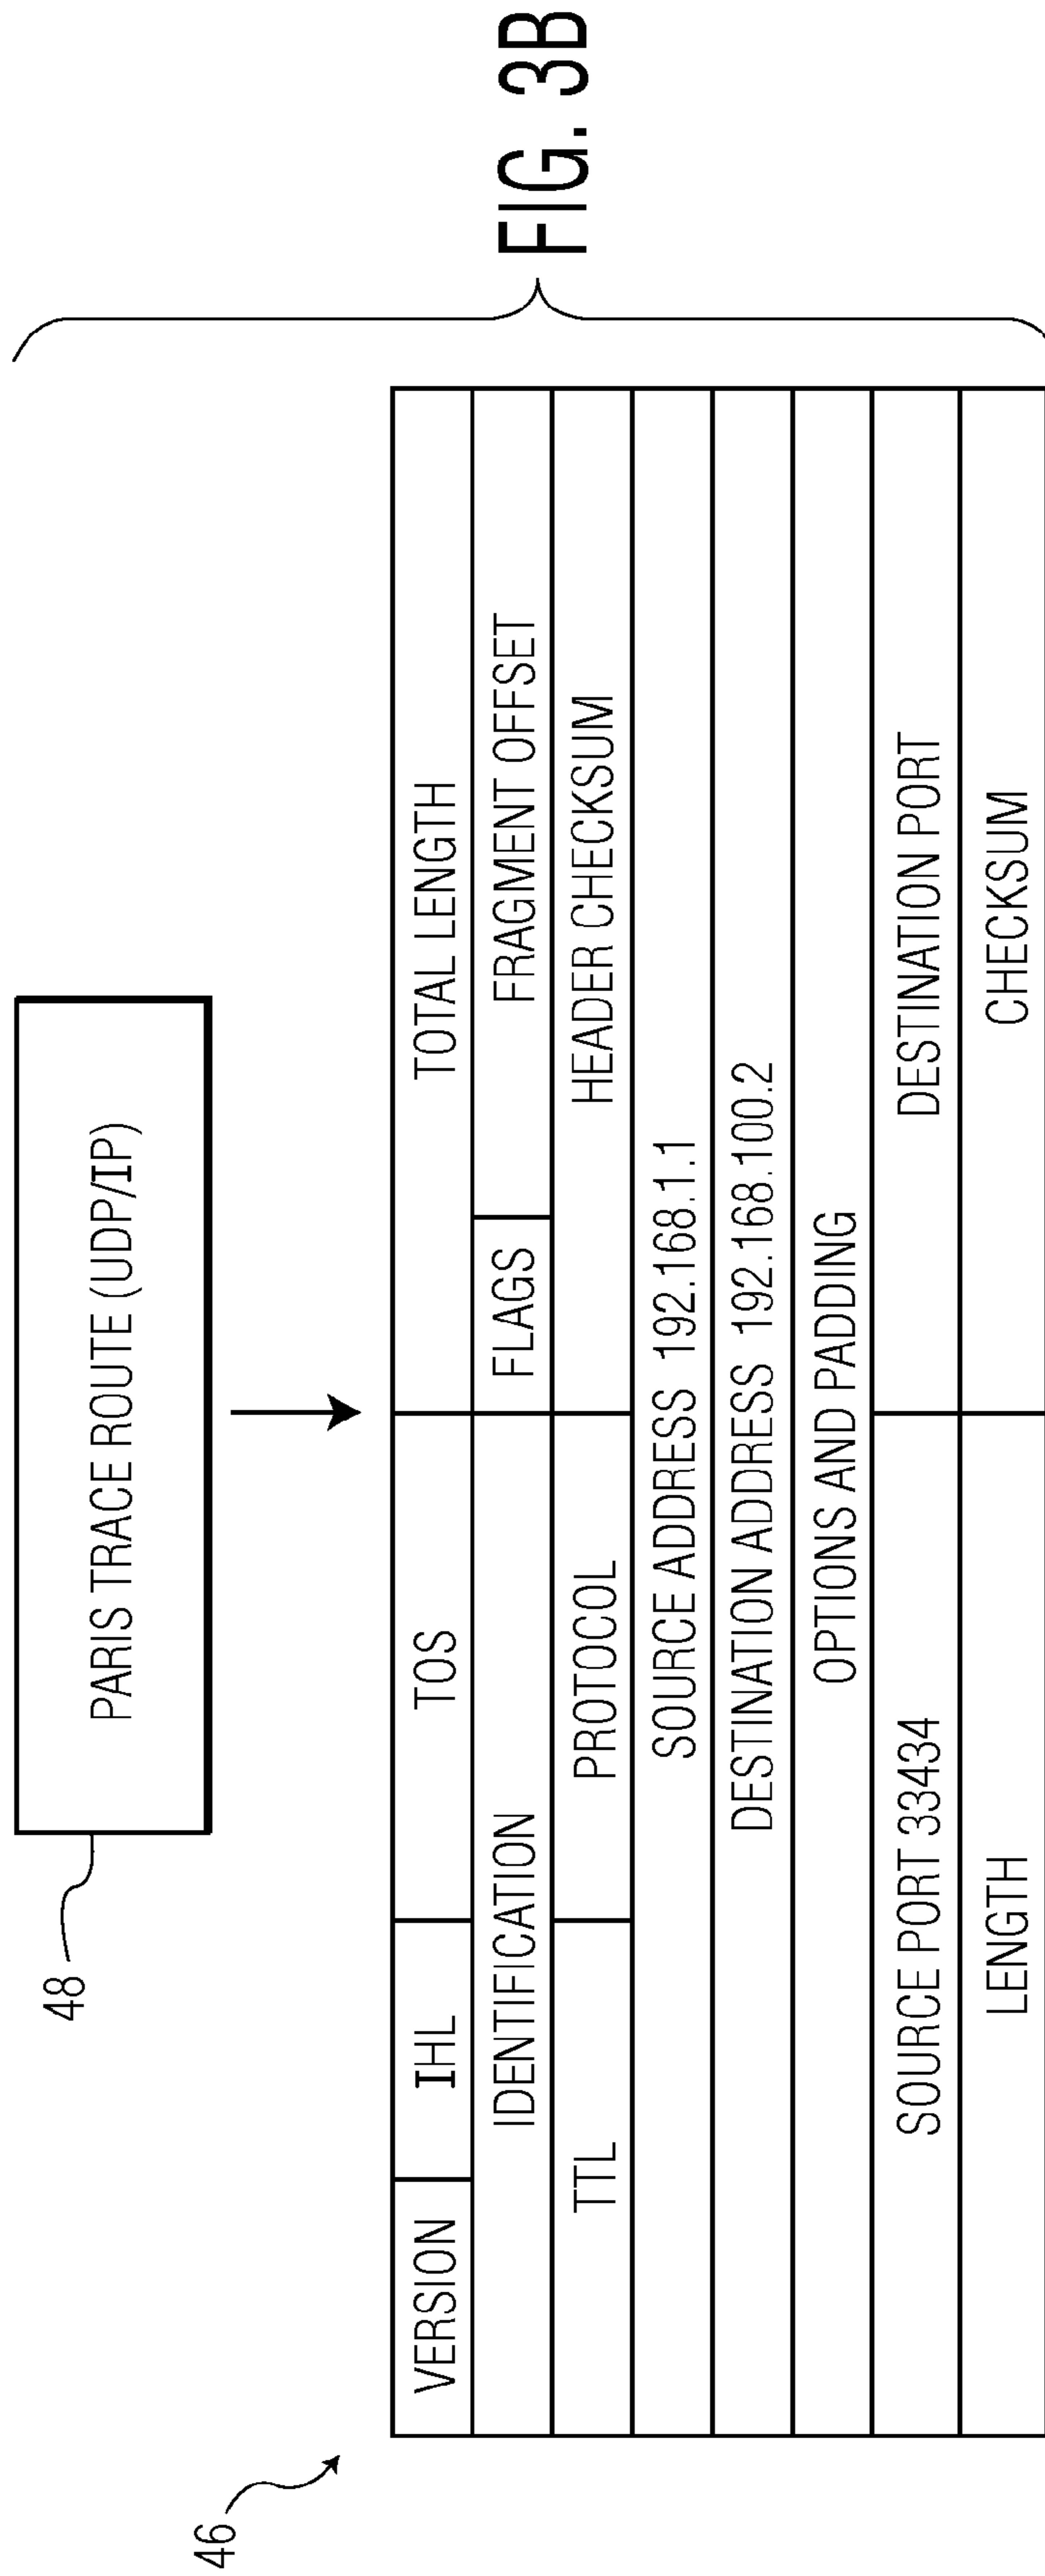 48
PARIS TRACE ROUTE (UDP/IP)
46
VERSION IHL TOS TOTAL LENGTH
IDENTIFICATION FLAGS FRAGMENT OFFSET
TTL PROTOCOL HEADER CHECKSUM
SOURCE ADDRESS 192.168.1.1
DESTINATION ADDRESS 192.168.100.2
OPTIONS AND PADDING
SOURCE PORT 33434 DESTINATION PORT
LENGTH CHECKSUM
FIG. 3B